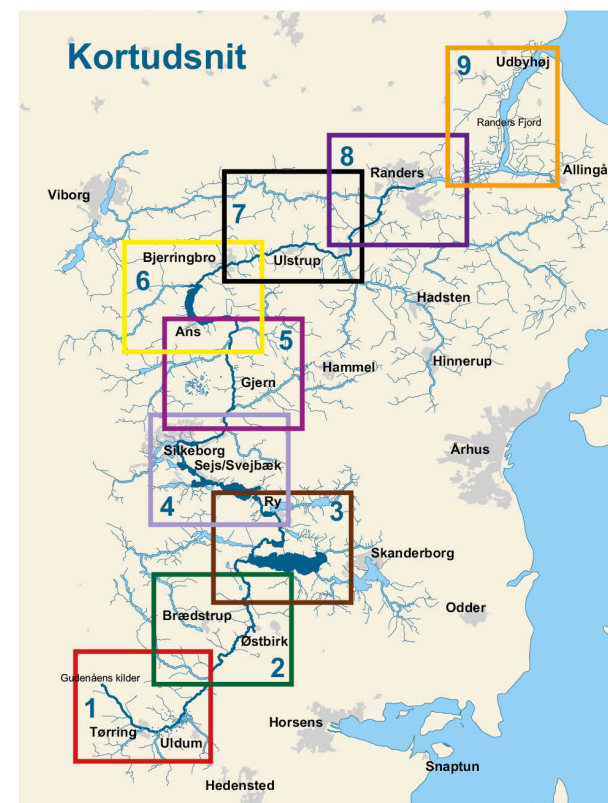 Kortudsnit
9
Udbyhøj
Randers Fjord
8
Randers
Allingå
Viborg
7
Bjerringbro
Ulstrup
6
Hadsten
Ans
5
Hinnerup
Hammel
Gjern
Århus
Silkeborg
Sejs/Svejbæk
4
Ry
3
Skanderborg
Odder
Brædstrup
Østbirk
2
Gudenåens kilder
1
Tørring
Uldum
Horsens
Snaptun
Hedensted